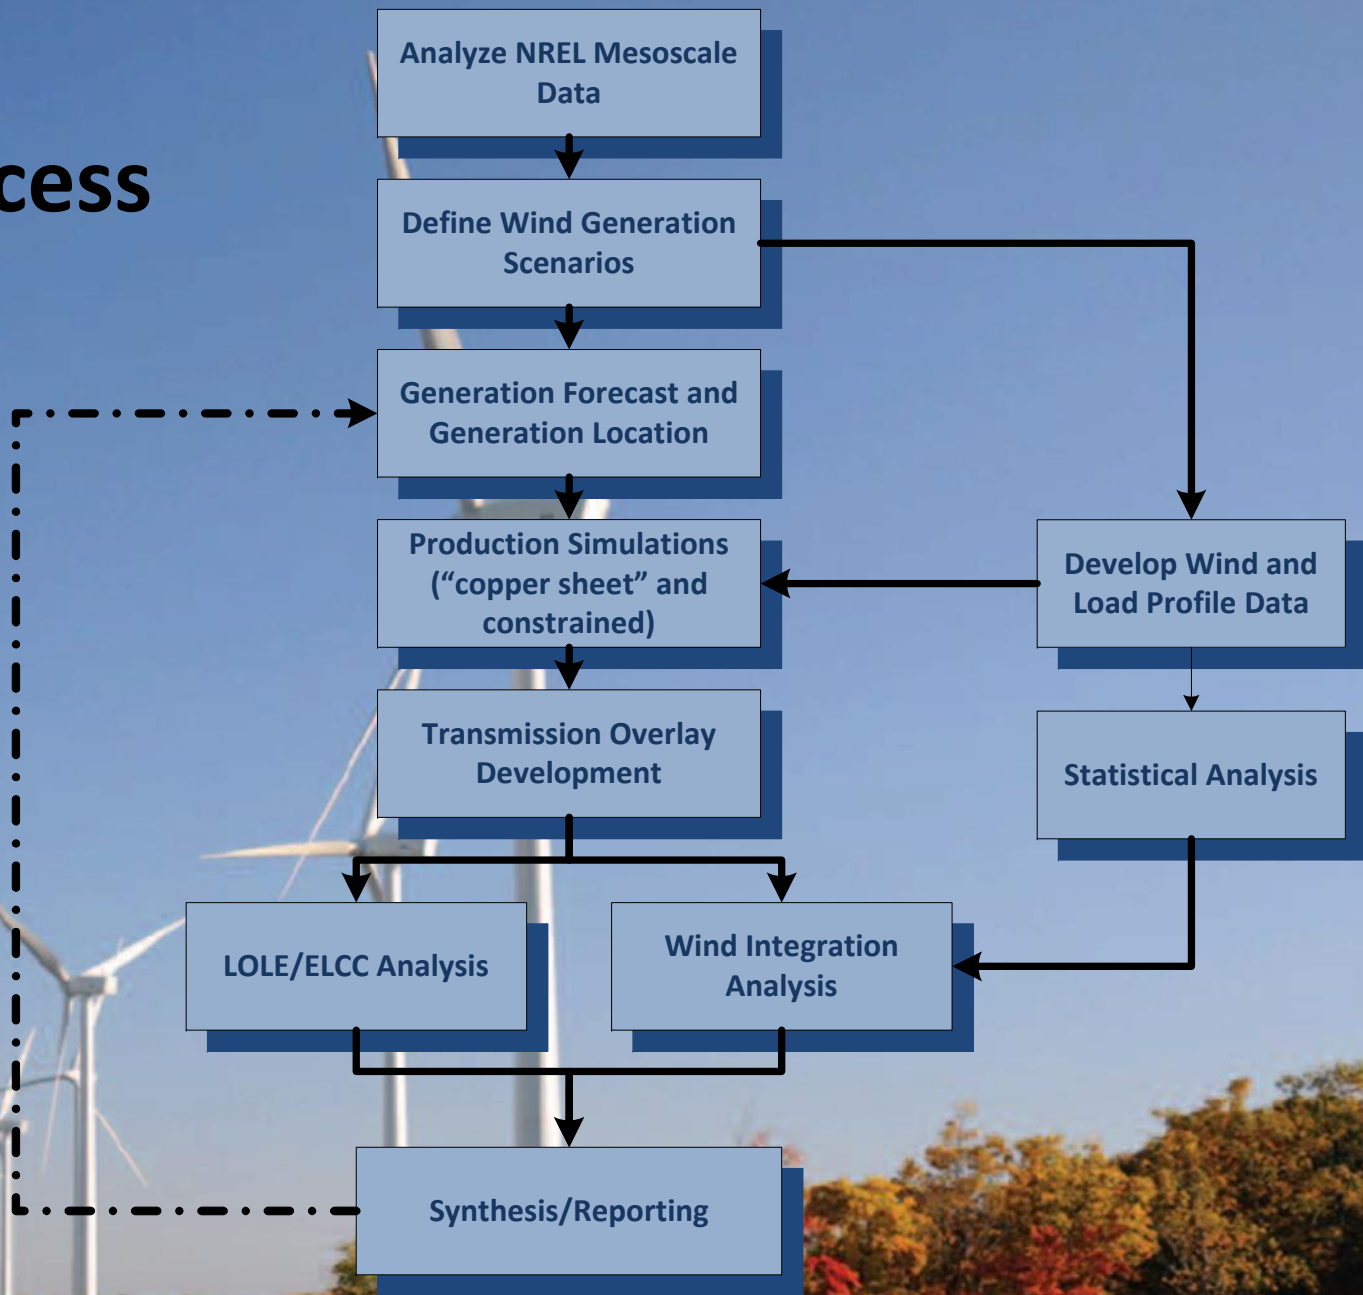 cess
Analyze NREL Mesoscale
Data
Define Wind Generation
Scenarios
Generation Forecast and
Generation Location
Production Simulations
(“copper sheet” and
constrained)
Develop Wind and
Load Profile Data
Transmission Overlay
Development
Statistical Analysis
LOLE/ELCC Analysis
Wind Integration
Analysis
Synthesis/Reporting